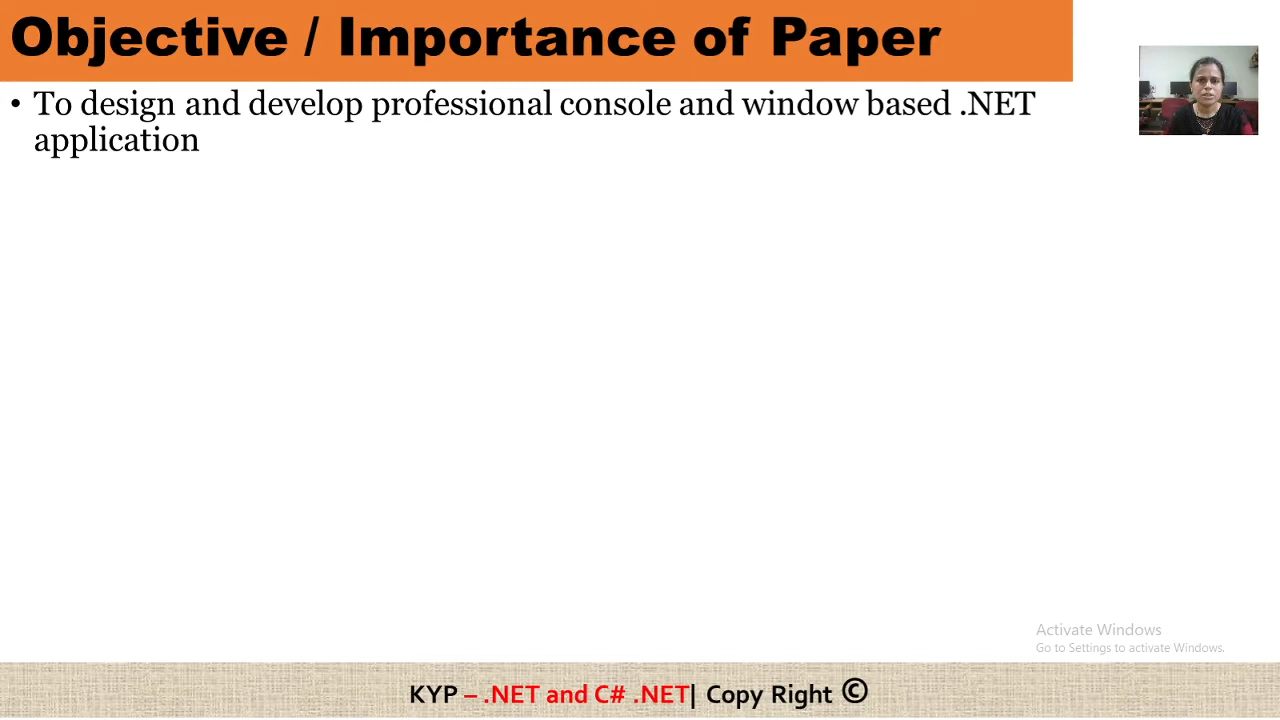 Objective / Importance of Paper
• To design and develop professional console and window based .NET
application
Activate Windows
Go to Settings to activate Windows.
KYP – .NET and C# .NET| Copy Right ©